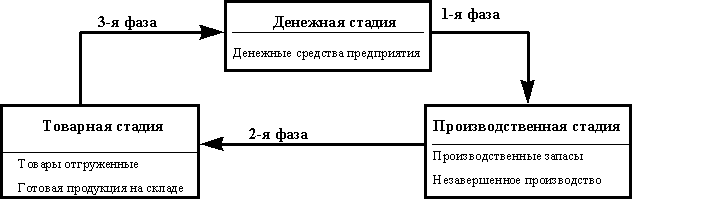 3-я фаза
Денежная стадия
1-я фаза
Денежные средства предприятия
Товарная стадия
2-я фаза
Производственная стадия
Товары отгруженные
Готовая продукция на складе
Производственные запасы
Незавершенное производство